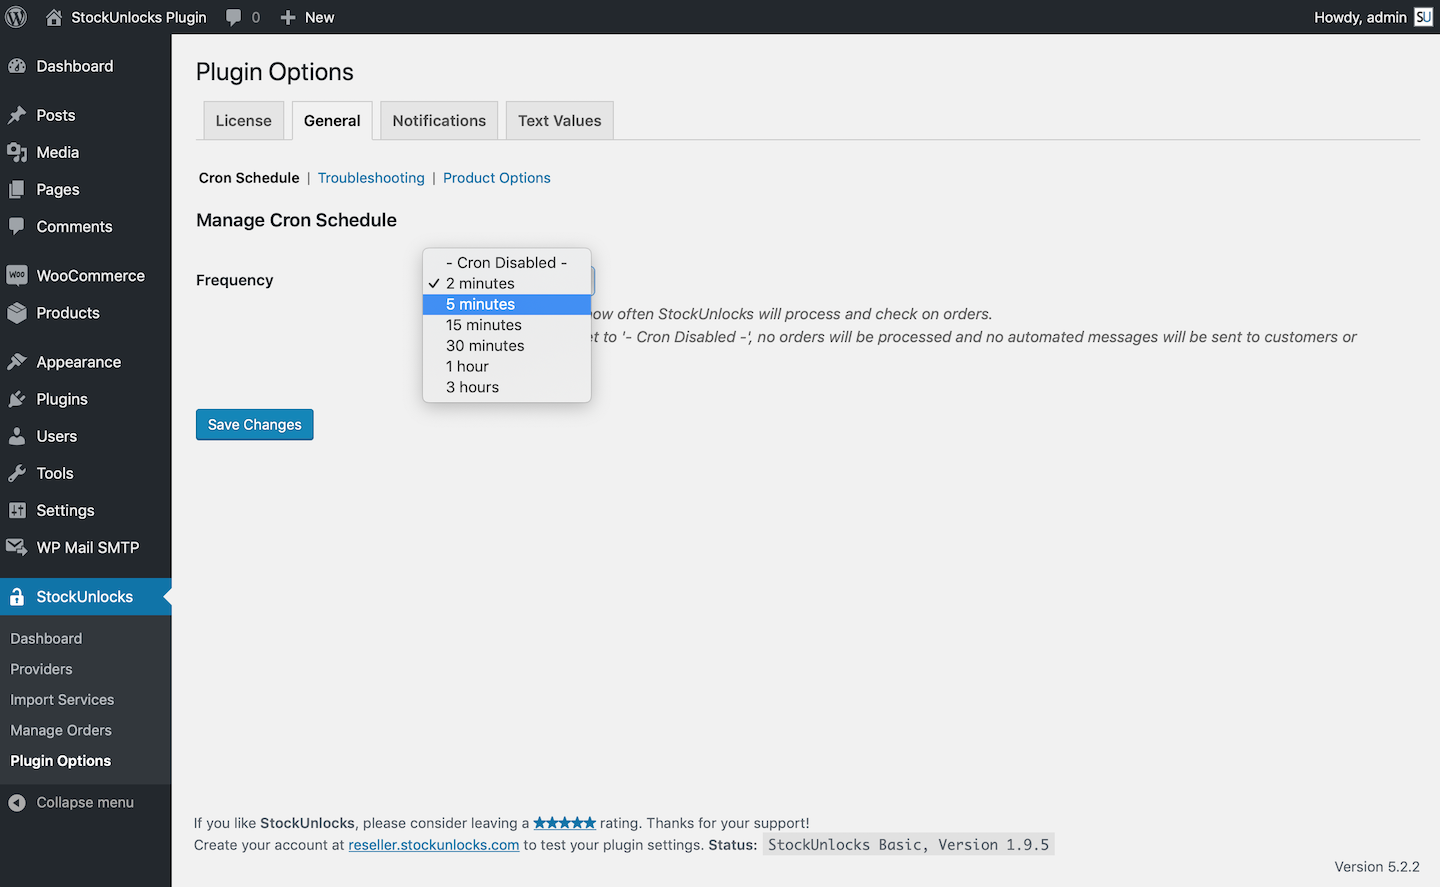 StockUnlocks Plugin 0 New Howdy, admin SU
Dashboard
Posts
Media
Pages
Comments
WOO WooCommerce
Products
Appearance
Plugins
Users
Tools
Settings
WP Mail SMTP
StockUnlocks
Dashboard
Providers
Import Services
Manage Orders
Plugin Options
Collapse menu
Plugin Options
License General Notifications Text Values
Cron Schedule | Troubleshooting | Product Options
Manage Cron Schedule
Frequency
- Cron Disabled -
✓ 2 minutes
5 minutes
15 minutes
30 minutes
1 hour
3 hours
often StockUnlocks will process and check on orders.
to '- Cron Disabled -', no orders will be processed and no automated messages will be sent to customers or
Save Changes
If you like StockUnlocks, please consider leaving a ★★★★★ rating. Thanks for your support!
Create your account at reseller.stockunlocks.com to test your plugin settings. Status: StockUnlocks Basic, Version 1.9.5
Version 5.2.2